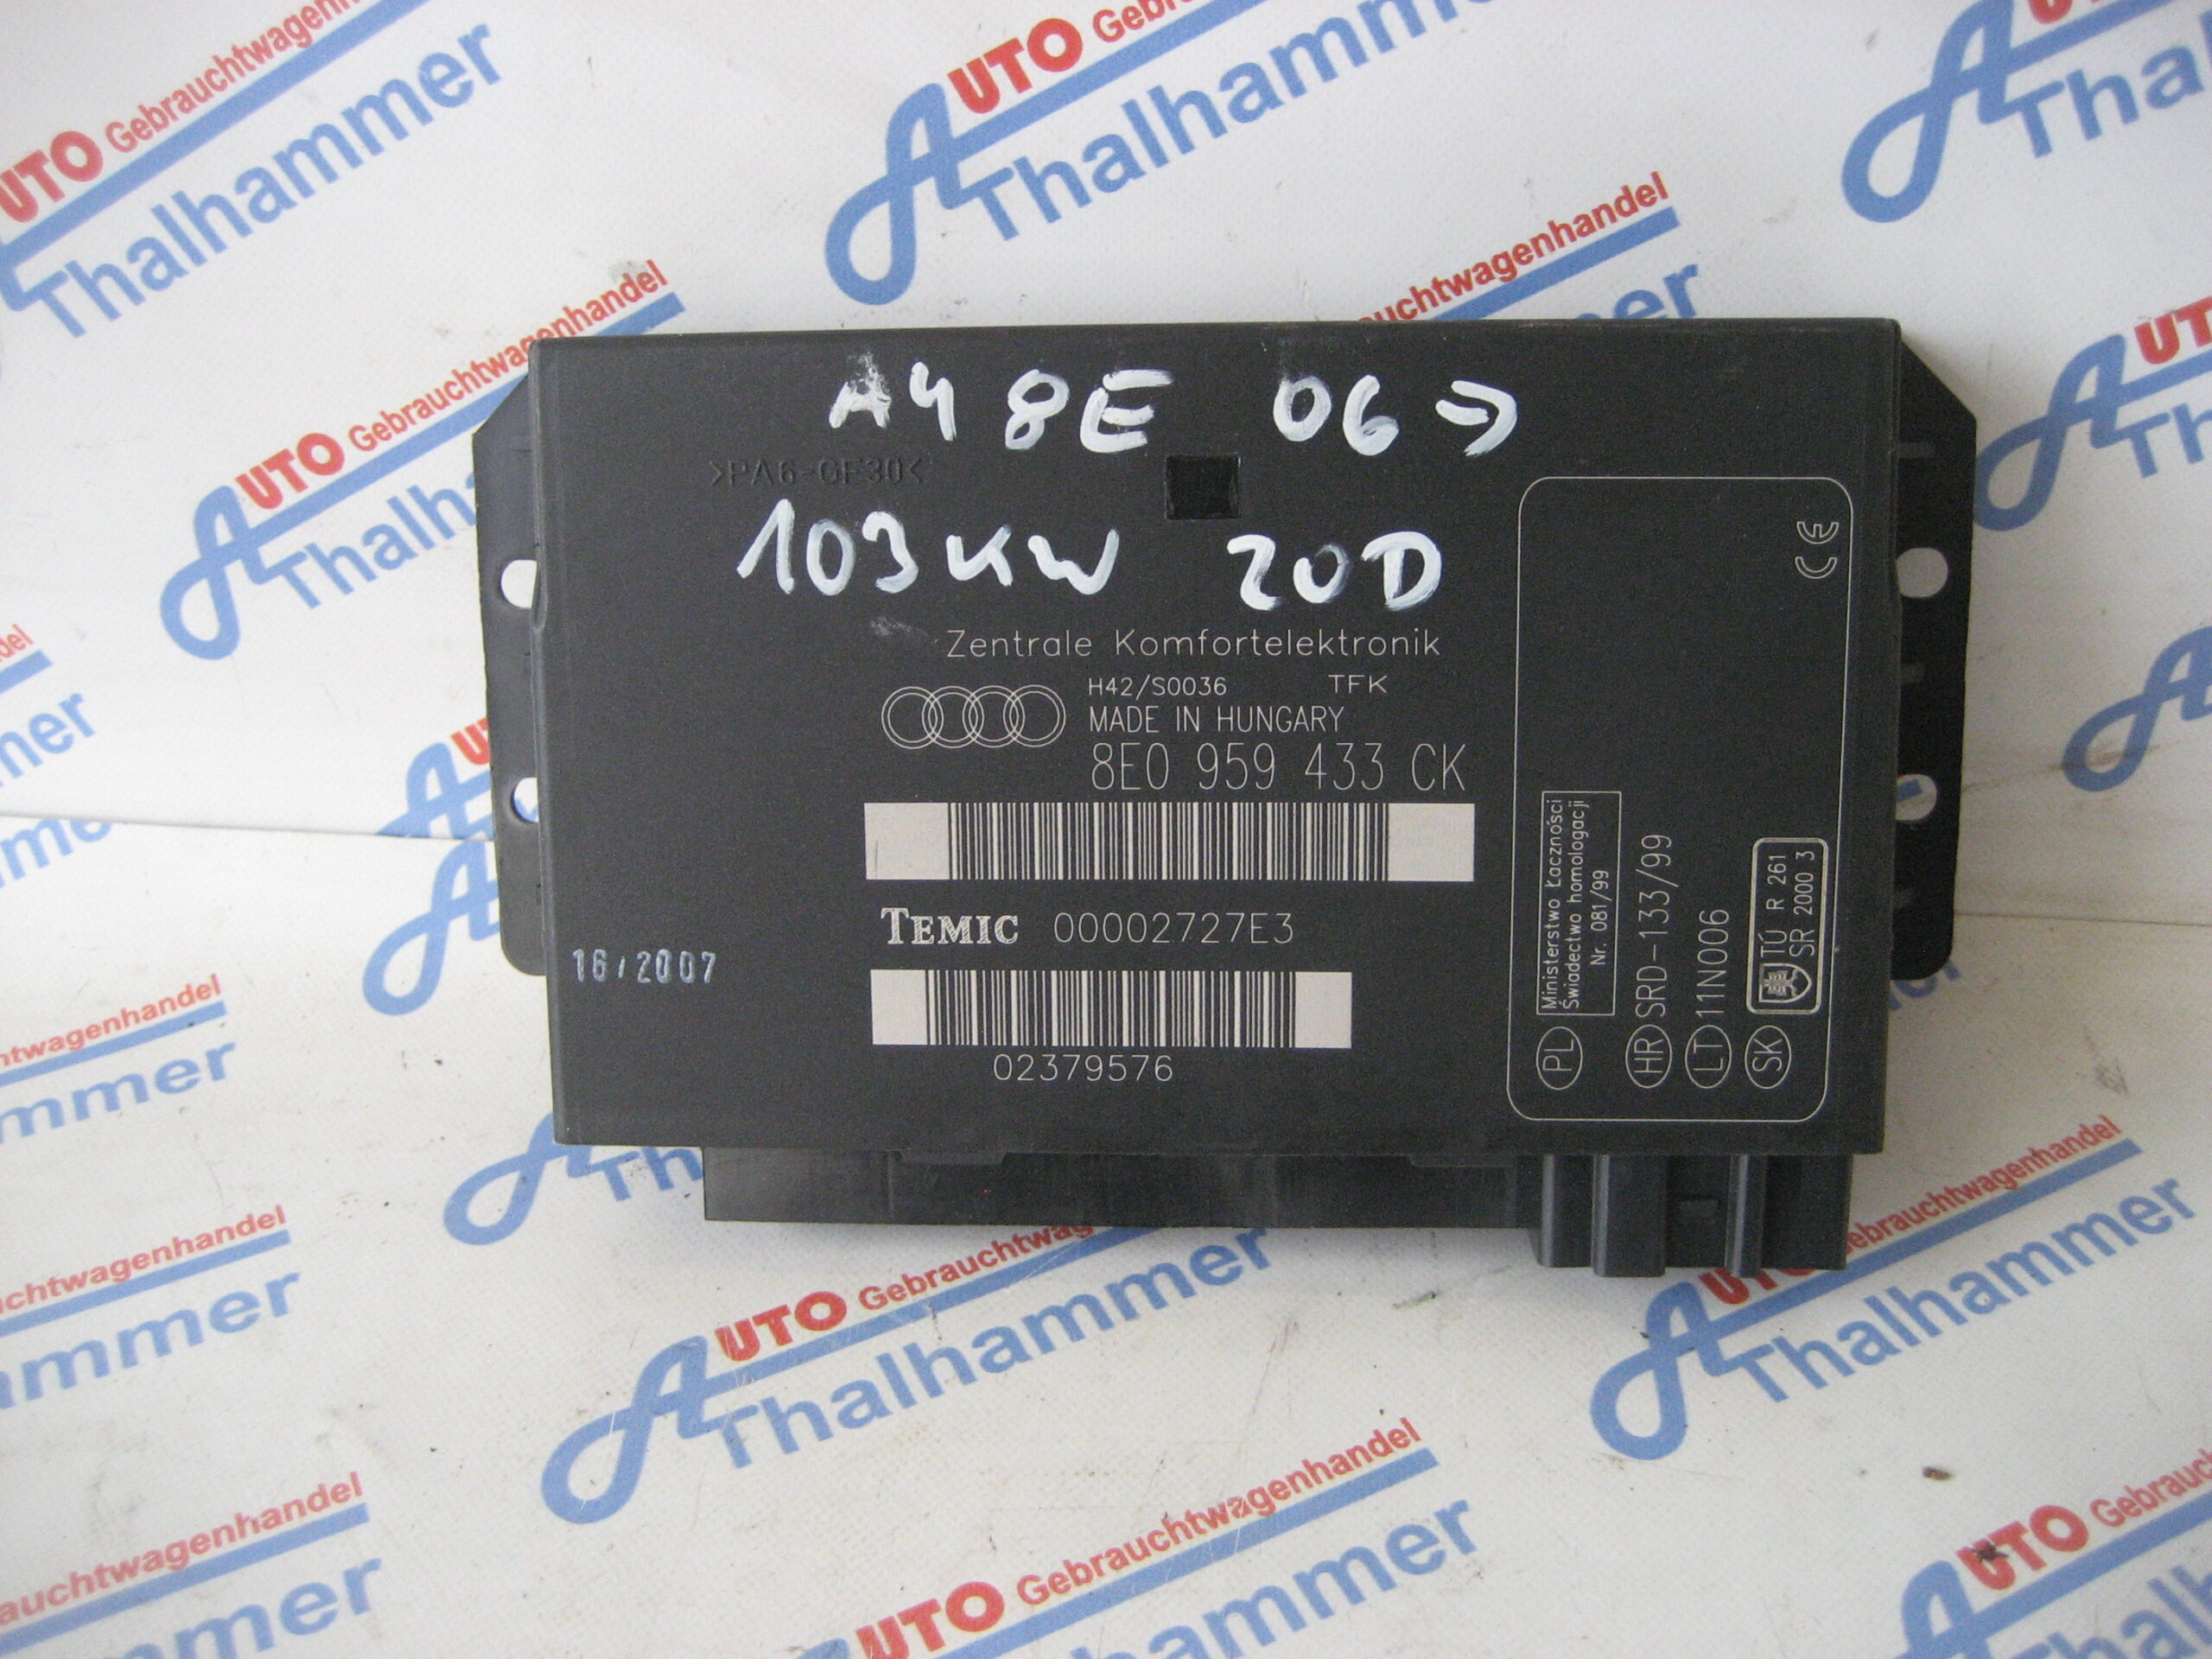 A4 8E 06 ⇒
>PA6-GF30<
103KW 20D
Zentrale Komfortelektronik
H42/S0036 TFK
MADE IN HUNGARY
8E0 959 433 CK
TEMIC 00002727E3
16/2007
02379576
CE
PL Ministerstwo Łączności
Świadectwo homologacji
Nr. 081/99
HR SRD-133/99
LT 11N006
SK TÚ R 261
SR 2000 3
AUTO Gebrauchtwagenhandel
Thalhammer